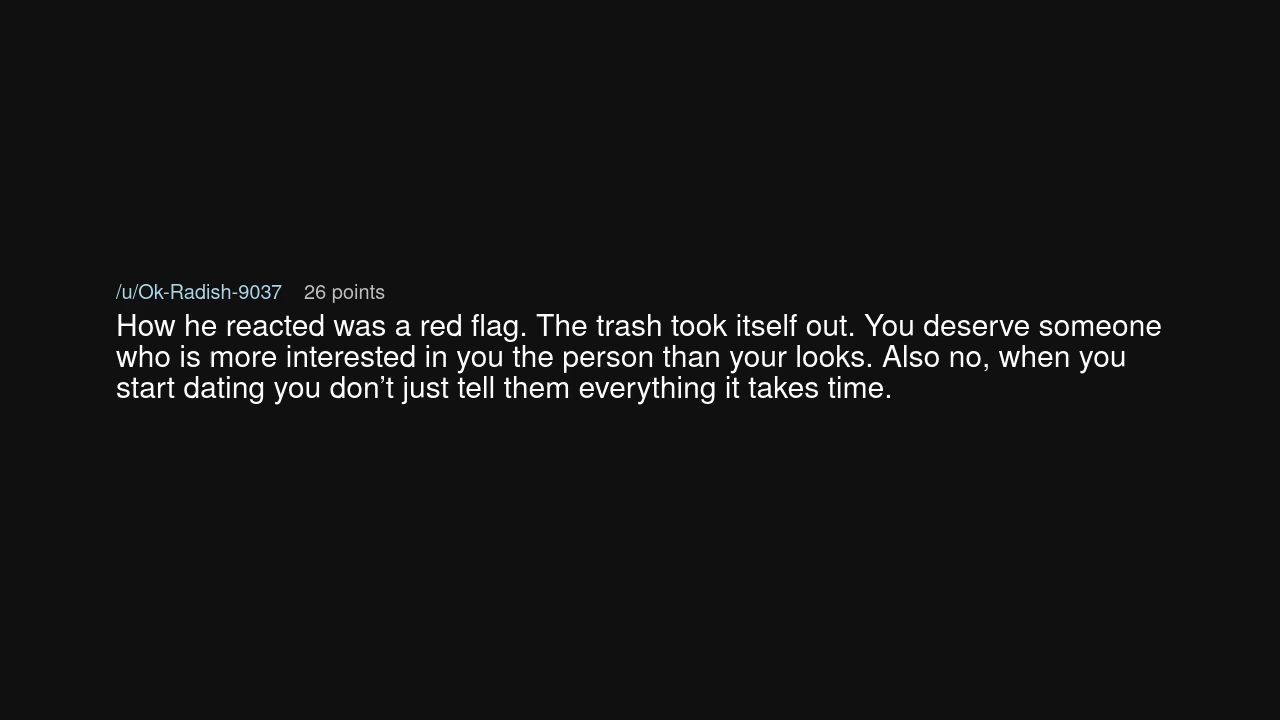 /u/Ok-Radish-9037 26 points
How he reacted was a red flag. The trash took itself out. You deserve someone
who is more interested in you the person than your looks. Also no, when you
start dating you don’t just tell them everything it takes time.